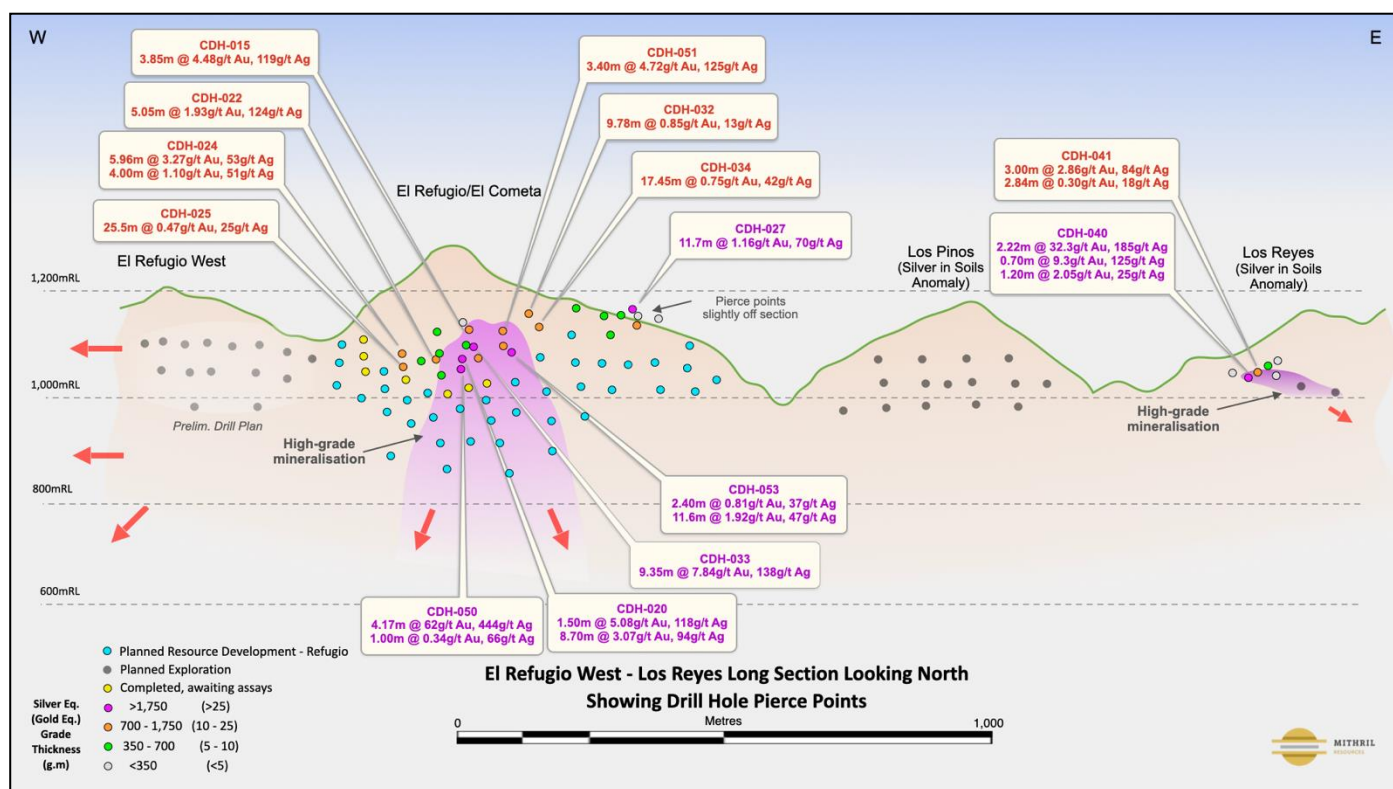 W
E
CDH-015
3.85m @ 4.48g/t Au, 119g/t Ag
CDH-022
5.05m @ 1.93g/t Au, 124g/t Ag
CDH-024
5.96m @ 3.27g/t Au, 53g/t Ag
4.00m @ 1.10g/t Au, 51g/t Ag
CDH-025
25.5m @ 0.47g/t Au, 25g/t Ag
El Refugio West
El Refugio/El Cometa
CDH-051
3.40m @ 4.72g/t Au, 125g/t Ag
CDH-032
9.78m @ 0.85g/t Au, 13g/t Ag
CDH-034
17.45m @ 0.75g/t Au, 42g/t Ag
CDH-027
11.7m @ 1.16g/t Au, 70g/t Ag
Pierce points
slightly off section
CDH-041
3.00m @ 2.86g/t Au, 84g/t Ag
2.84m @ 0.30g/t Au, 18g/t Ag
CDH-040
2.22m @ 32.3g/t Au, 185g/t Ag
0.70m @ 9.3g/t Au, 125g/t Ag
1.20m @ 2.05g/t Au, 25g/t Ag
Los Pinos
(Silver in Soils
Anomaly)
Los Reyes
(Silver in Soils
Anomaly)
1,200mRL
1,000mRL
800mRL
600mRL
Prelim. Drill Plan
High-grade
mineralisation
High-grade
mineralisation
CDH-053
2.40m @ 0.81g/t Au, 37g/t Ag
11.6m @ 1.92g/t Au, 47g/t Ag
CDH-033
9.35m @ 7.84g/t Au, 138g/t Ag
CDH-050
4.17m @ 62g/t Au, 444g/t Ag
1.00m @ 0.34g/t Au, 66g/t Ag
CDH-020
1.50m @ 5.08g/t Au, 118g/t Ag
8.70m @ 3.07g/t Au, 94g/t Ag
Planned Resource Development - Refugio
Planned Exploration
Completed, awaiting assays
Silver Eq.
(Gold Eq.)
Grade
Thickness
(g.m)
>1,750 (>25)
700 - 1,750 (10 - 25)
350 - 700 (5 - 10)
<350 (<5)
El Refugio West - Los Reyes Long Section Looking North
Showing Drill Hole Pierce Points
Metres
0
1,000
MITHRIL
RESOURCES